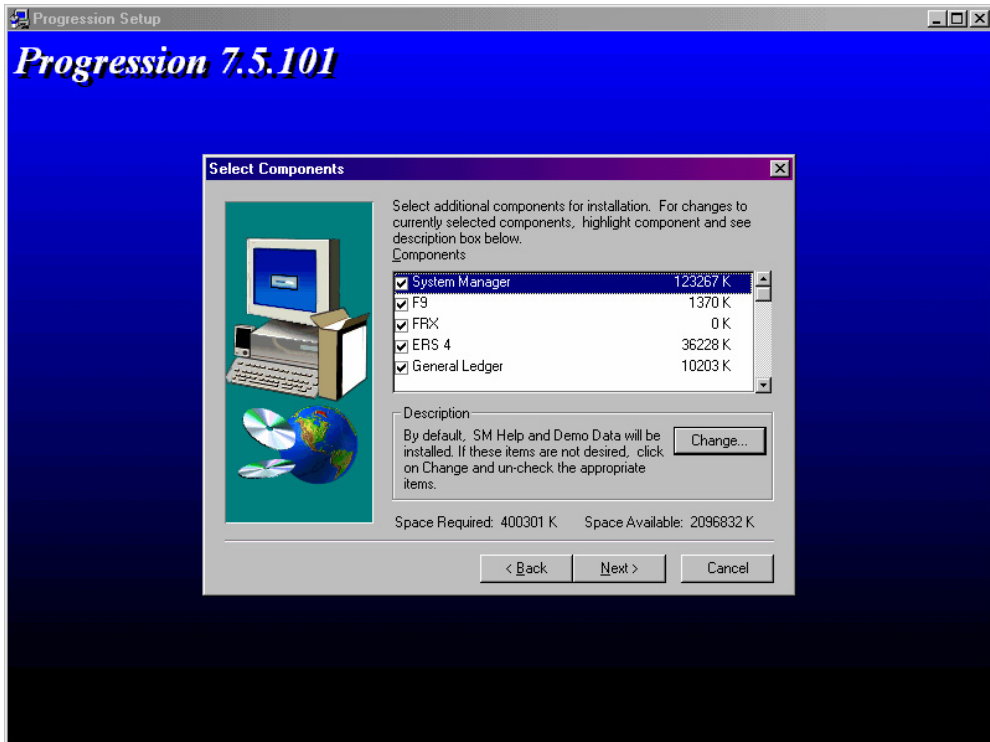 Progression Setup
Progression 7.5.101
Select Components
Select additional components for installation.  For changes to
currently selected components,  highlight component and see
description box below.
Components
System Manager 123267 K
F9 1370 K
FRX 0 K
ERS 4 36228 K
General Ledger 10203 K
Description
By default,  SM Help and Demo Data will be
installed. If these items are not desired,  click
on Change and un-check the appropriate
items.
Change...
Space Required:  400301 K Space Available:  2096832 K
< Back Next > Cancel